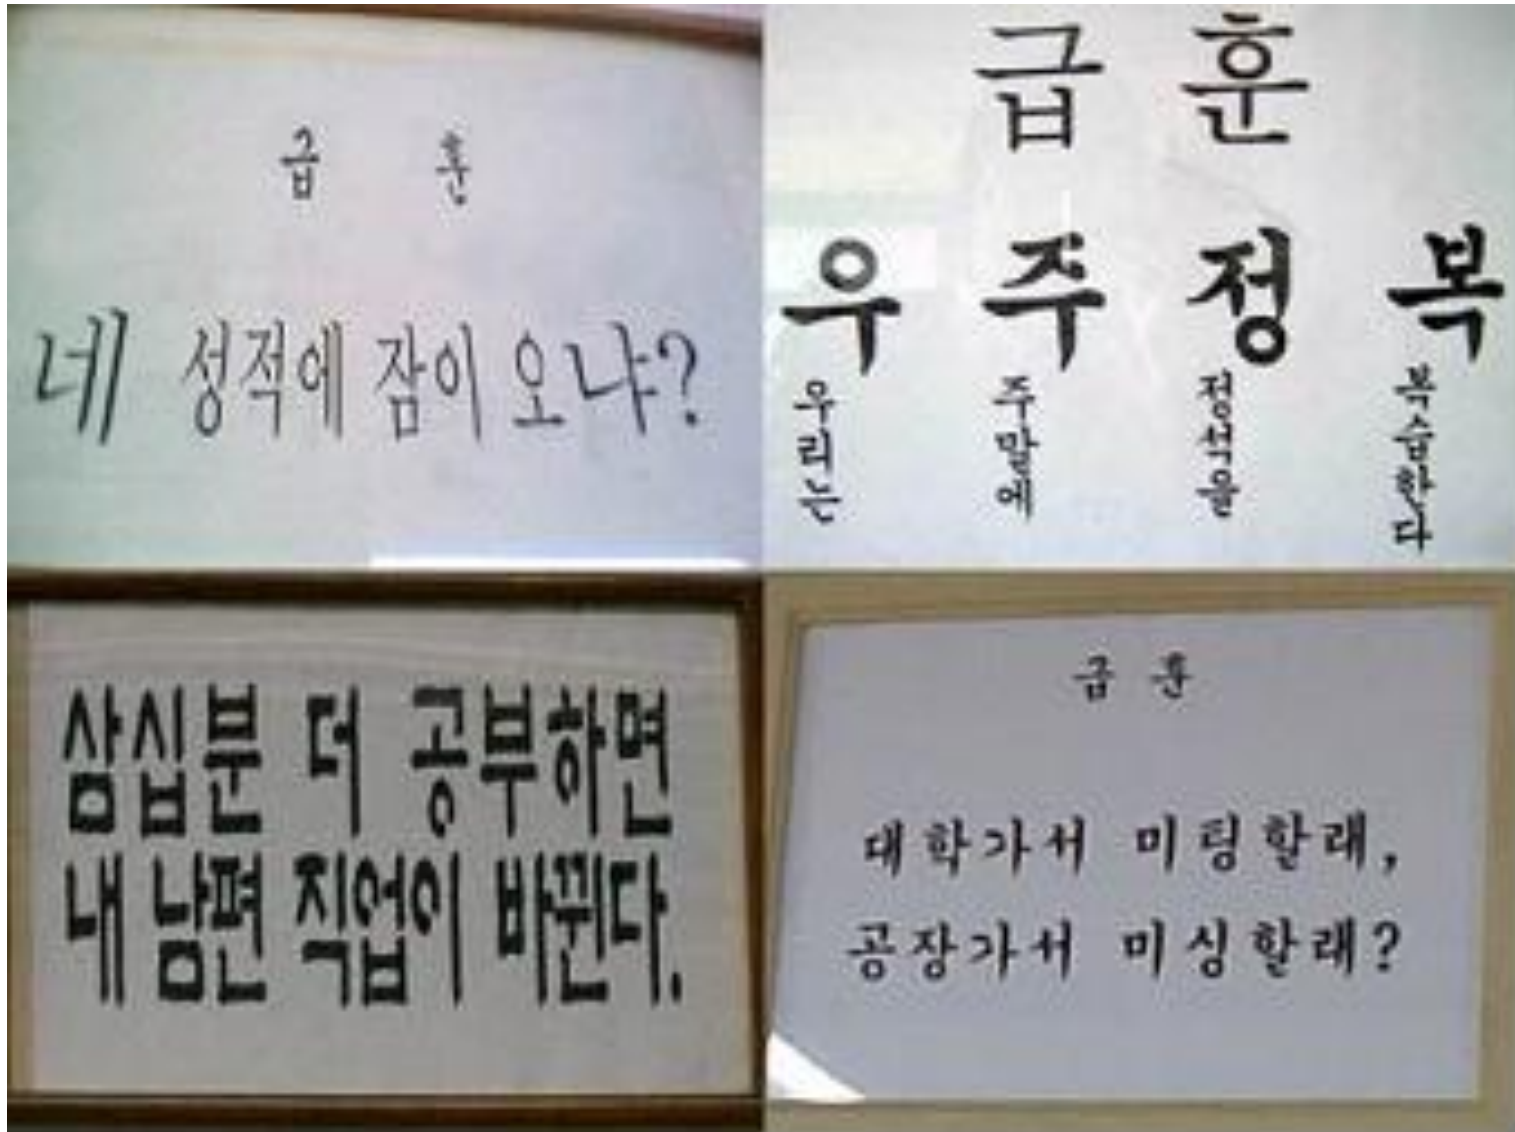 급 훈
네 성적에 잠이 오냐?
급 훈
우 주 정 복
우리는 주말에 정석을 복습한다
삼십분 더 공부하면
내 남편 직업이 바뀐다.
급 훈
대학가서 미팅할래,
공장가서 미싱할래?